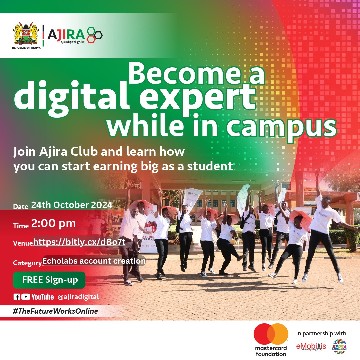 AJIRA
Become a
digital expert
while in campus
Join Ajira Club and learn how
you can start earning big as a student
Date 24th October 2024
Time 2:00 pm
Venue https://bitly.cx/dBo7t
Category Echolabs account creation
FREE Sign-up
YouTube @ajiradigital
#TheFutureWorksOnline
mastercard
foundation
In partnership with
eMobilis